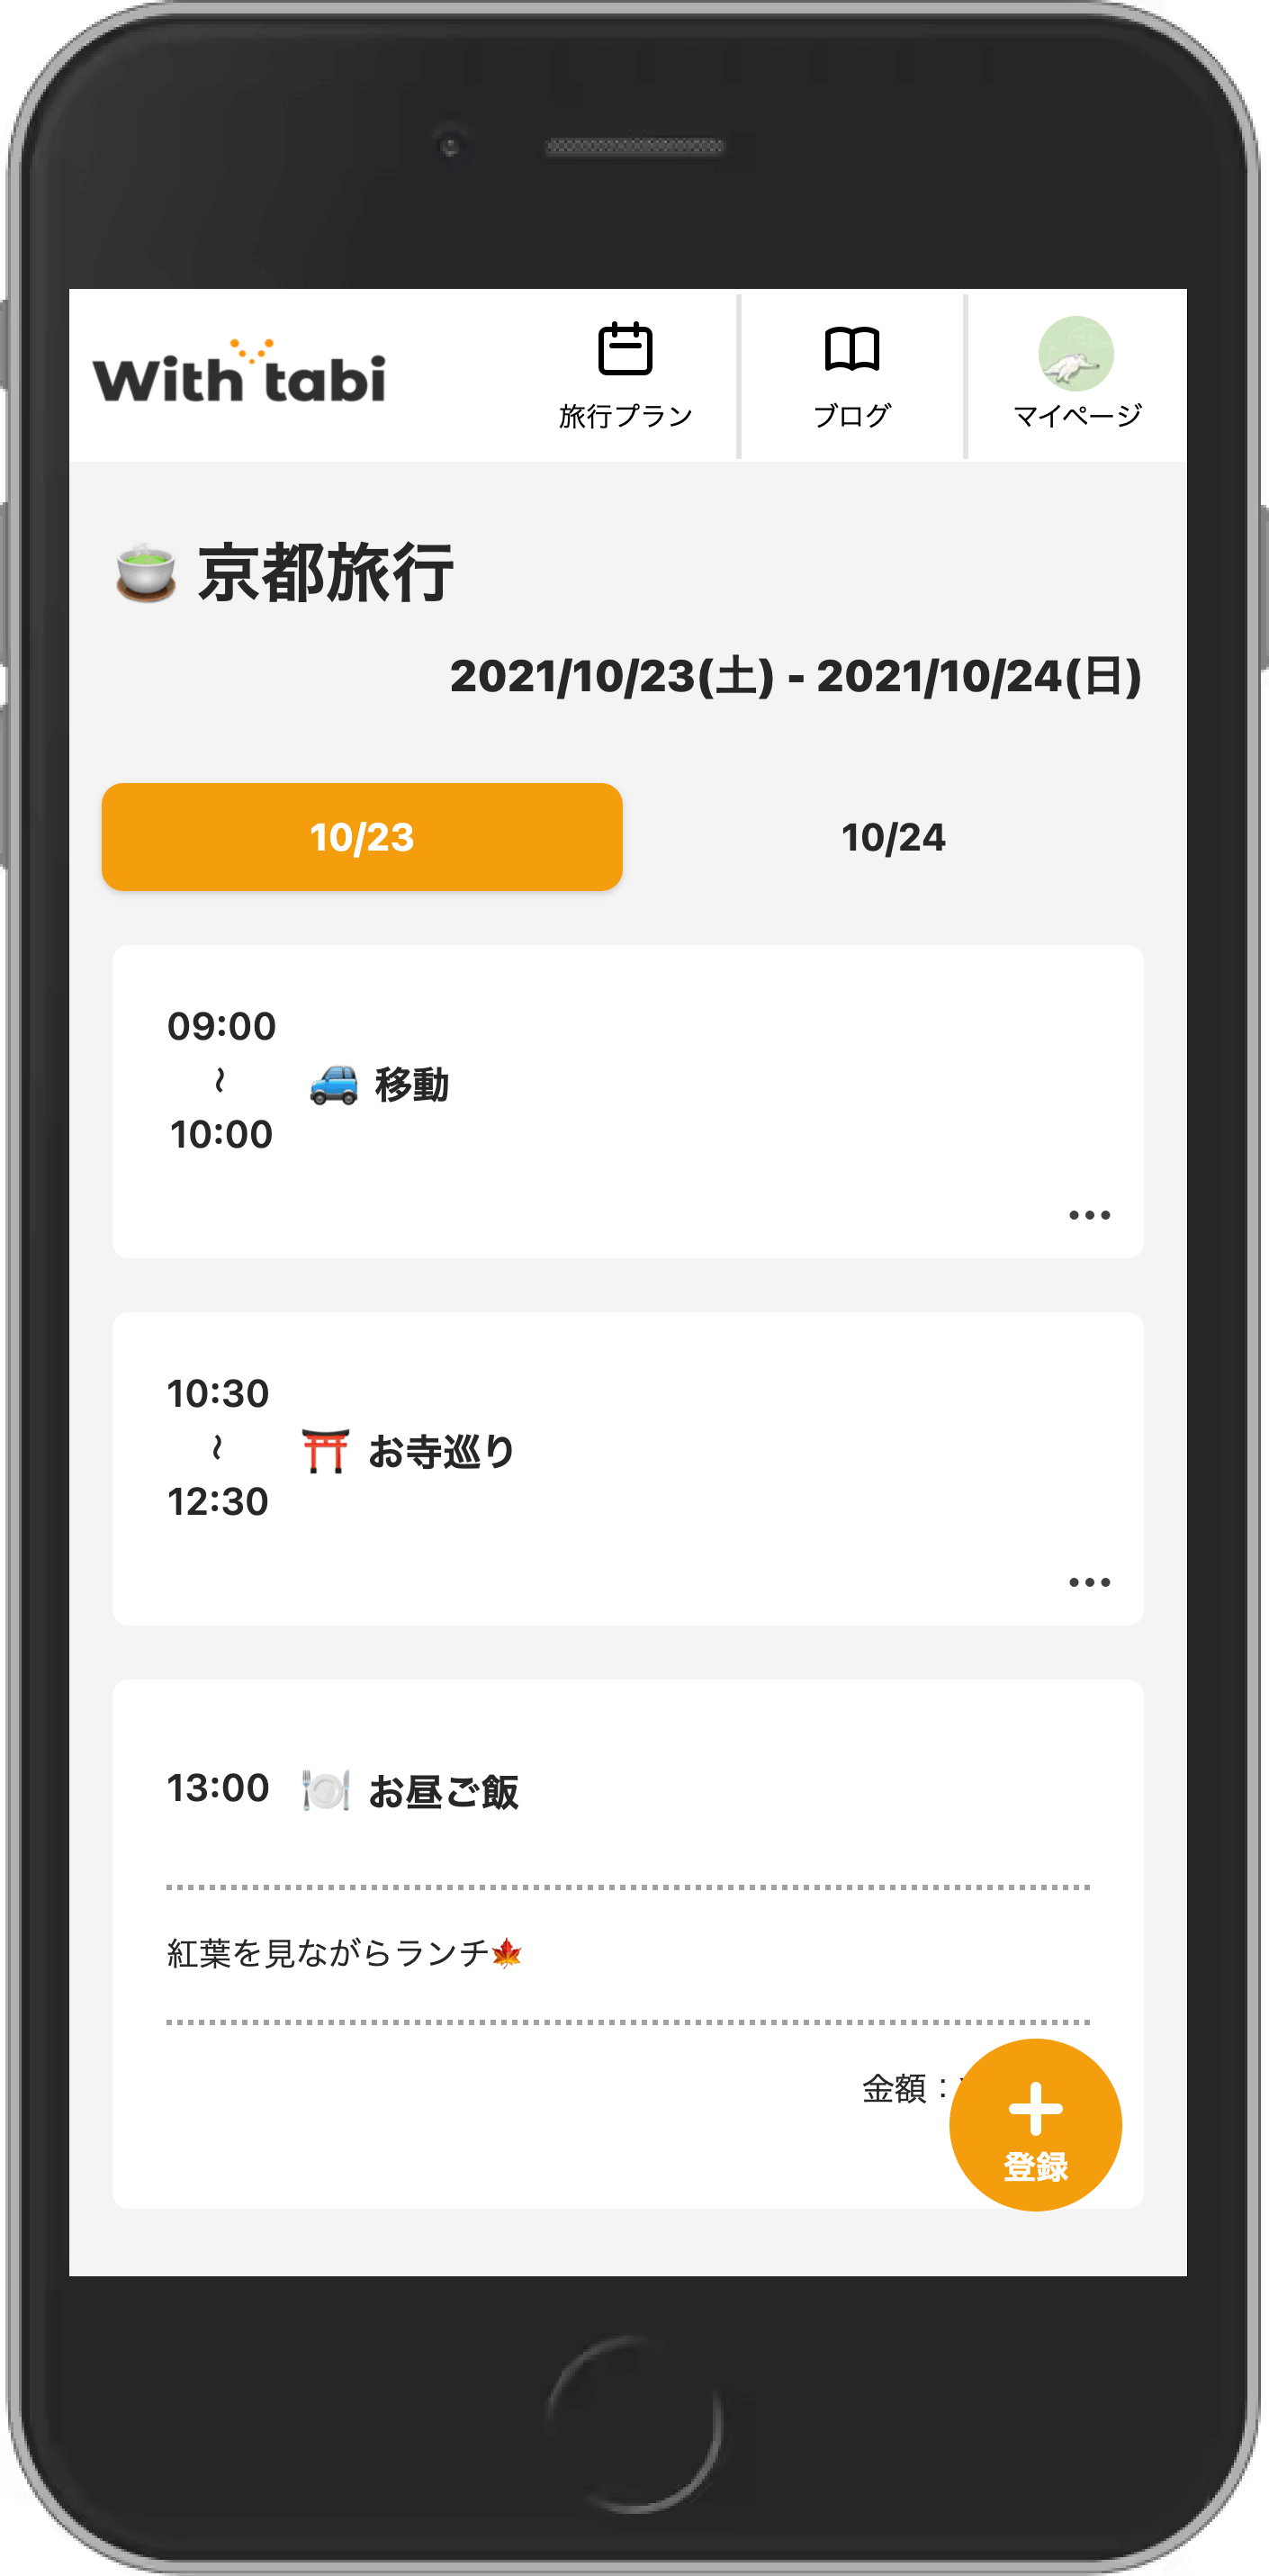 With tabi
旅行プラン
ブログ
マイページ
🍵 京都旅行
2021/10/23(土) - 2021/10/24(日)
10/23
10/24
09:00
~
10:00
🚙 移動
10:30
~
12:30
⛩ お寺巡り
13:00 🍽 お昼ご飯
紅葉を見ながらランチ🍁
金額：
登録